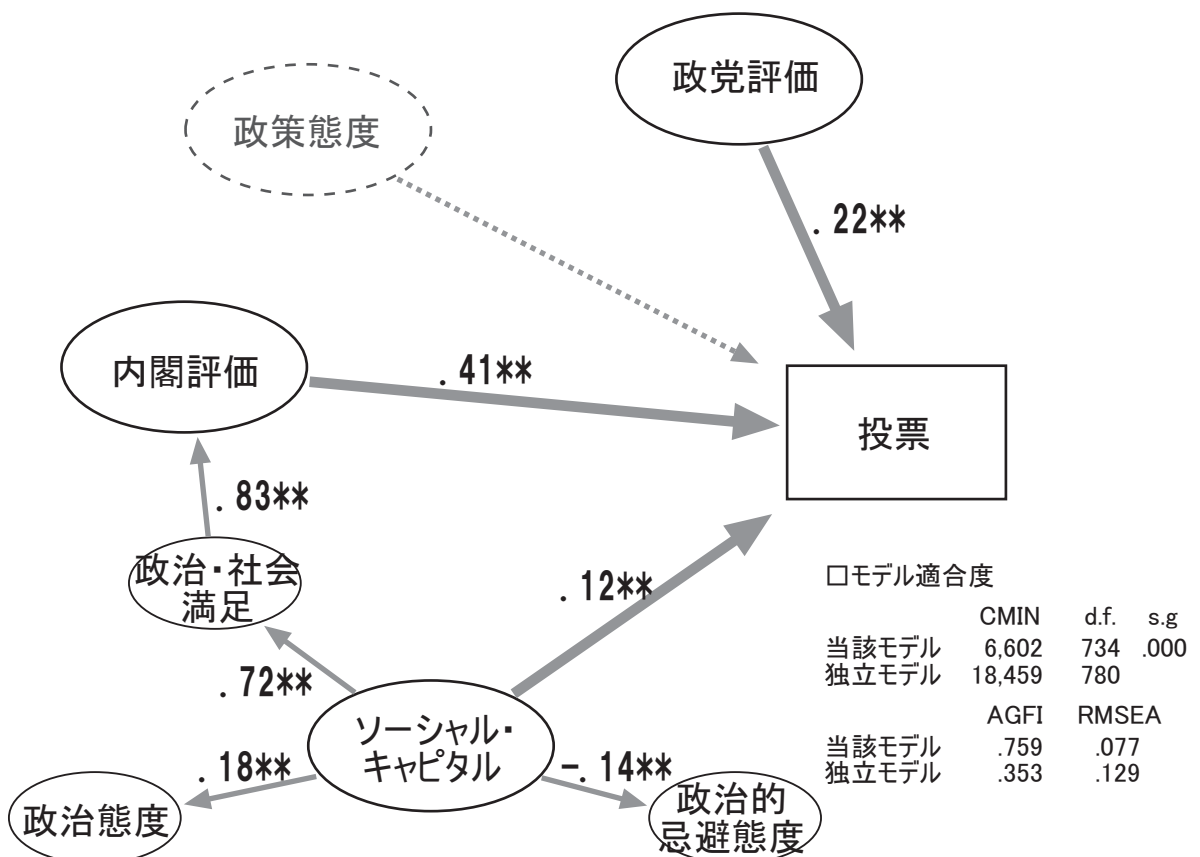 政党評価
政策態度
.22**
内閣評価
.41**
投票
.83**
政治・社会
満足
.12**
.72**
ソーシャル・
キャピタル
.18**
-.14**
政治態度
政治的
忌避態度
□モデル適合度
CMIN d.f. s.g
当該モデル 6,602 734 .000
独立モデル 18,459 780
AGFI RMSEA
当該モデル .759 .077
独立モデル .353 .129